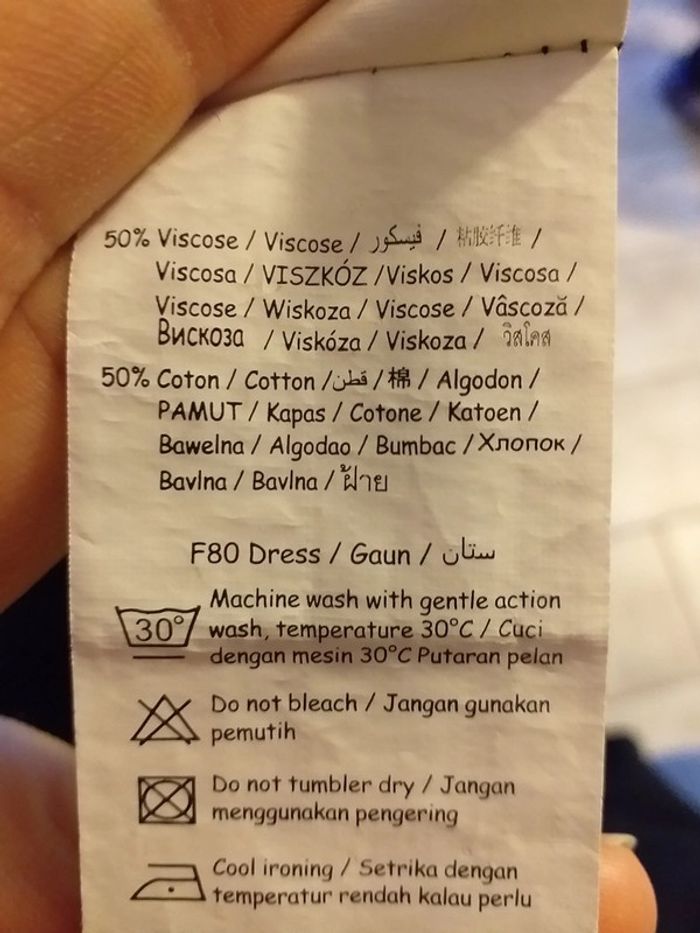 50% Viscose / Viscose / فيسكور / 粘胶纤维 /
Viscosa / VISZKÓZ /Viskos / Viscosa /
Viscose / Wiskoza / Viscose / Vâscoză /
Вискоза / Viskóza / Viskoza / วิสโคส
50% Coton / Cotton /قطن/ 棉 / Algodon /
PAMUT / Kapas / Cotone / Katoen /
Bawelna / Algodao / Bumbac /Хлопок /
Bavlna / Bavlna / ฝ้าย
F80 Dress / Gaun / ستان
30°
Machine wash with gentle action
wash, temperature 30°C / Cuci
dengan mesin 30°C Putaran pelan
Do not bleach / Jangan gunakan
pemutih
Do not tumbler dry / Jangan
menggunakan pengering
Cool ironing / Setrika dengan
temperatur rendah kalau perlu